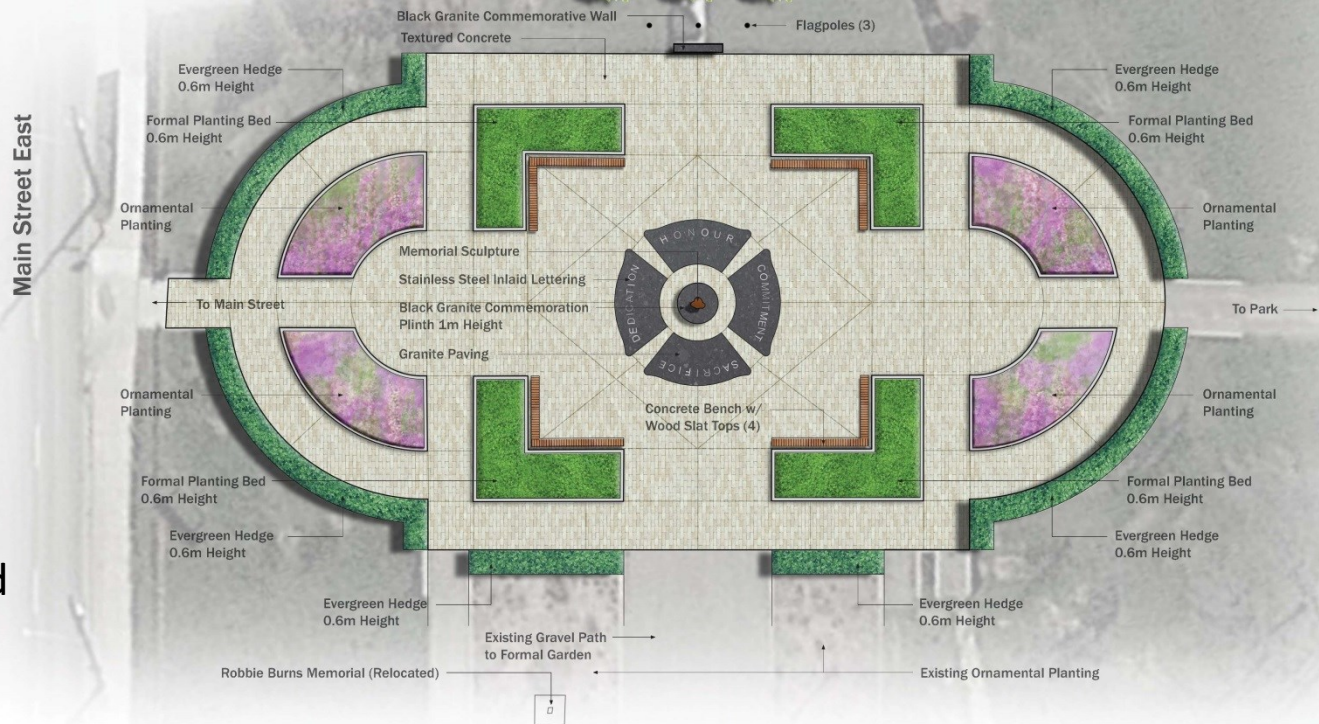 Black Granite Commemorative Wall
Flagpoles (3)
Textured Concrete
Evergreen Hedge
0.6m Height
Evergreen Hedge
0.6m Height
Formal Planting Bed
0.6m Height
Formal Planting Bed
0.6m Height
Main Street East
Ornamental
Planting
Ornamental
Planting
HONOUR
COMMITMENT
SACRIFICE
DEDICATION
Memorial Sculpture
Stainless Steel Inlaid Lettering
To Main Street
Black Granite Commemoration
Plinth 1m Height
To Park
Granite Paving
Ornamental
Planting
Ornamental
Planting
Concrete Bench w/
Wood Slat Tops (4)
Formal Planting Bed
0.6m Height
Formal Planting Bed
0.6m Height
Evergreen Hedge
0.6m Height
Evergreen Hedge
0.6m Height
d
Evergreen Hedge
0.6m Height
Evergreen Hedge
0.6m Height
Existing Gravel Path
to Formal Garden
Robbie Burns Memorial (Relocated)
Existing Ornamental Planting